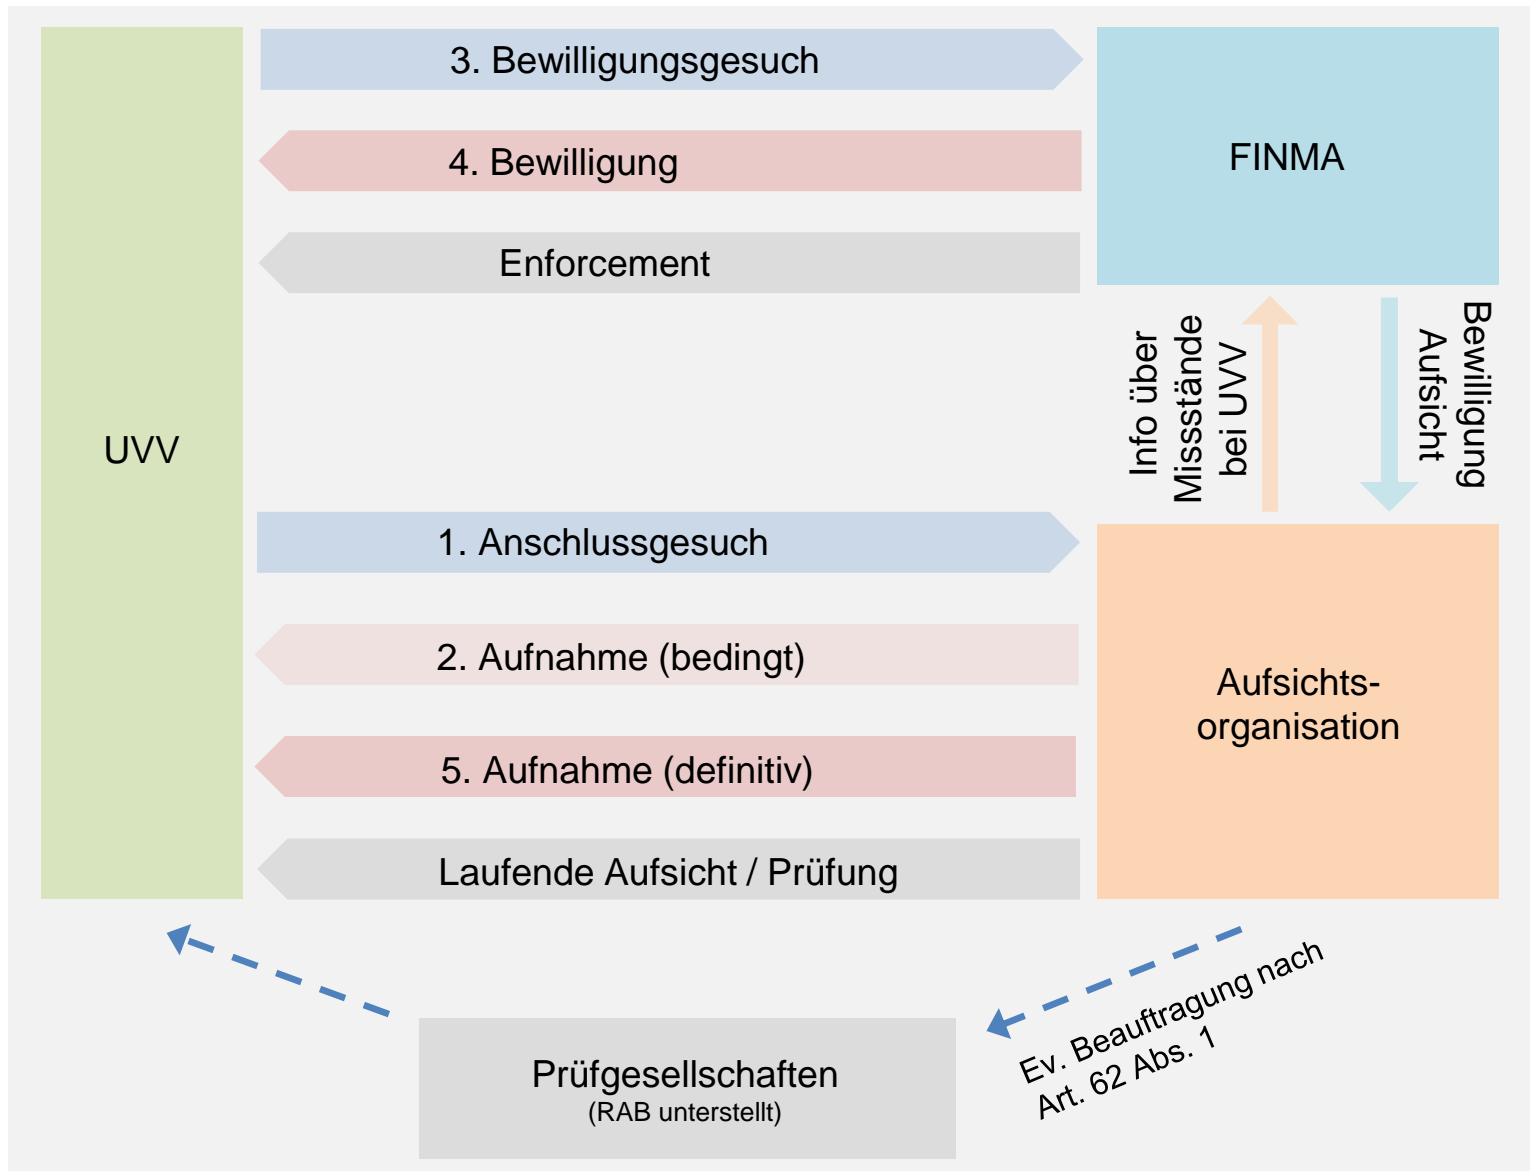 3. Bewilligungsgesuch
4. Bewilligung
FINMA
Enforcement
Info über
Missstände
bei UVV
Bewilligung
Aufsicht
UVV
1. Anschlussgesuch
2. Aufnahme (bedingt)
Aufsichts-
organisation
5. Aufnahme (definitiv)
Laufende Aufsicht / Prüfung
Ev. Beauftragung nach
Art. 62 Abs. 1
Prüfgesellschaften
(RAB unterstellt)